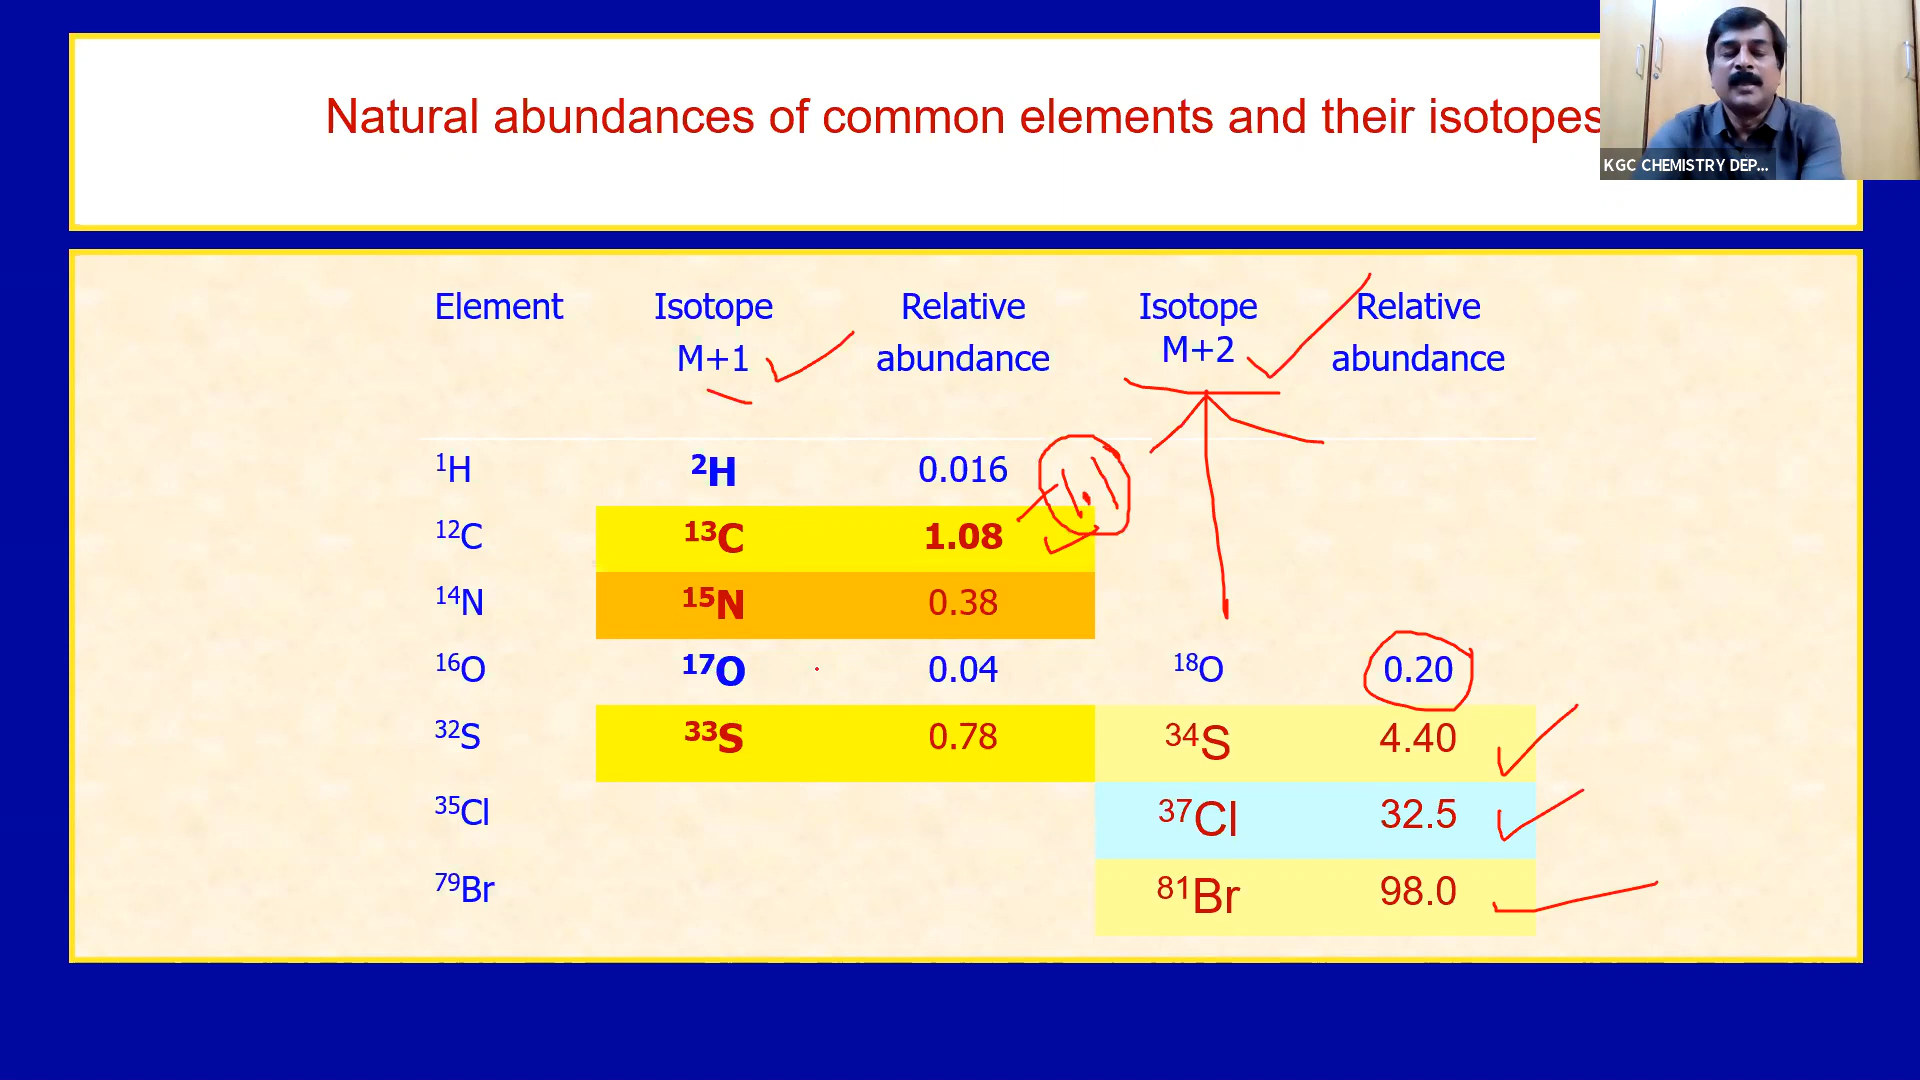 Natural abundances of common elements and their isotopes
KGC CHEMISTRY DEP...
Element Isotope Relative Isotope Relative
M+1 abundance M+2 abundance
¹H ²H 0.016
¹²C ¹³C 1.08
¹⁴N ¹⁵N 0.38
¹⁶O ¹⁷O 0.04 ¹⁸O 0.20
³²S ³³S 0.78 ³⁴S 4.40
³⁵Cl ³⁷Cl 32.5
⁷⁹Br ⁸¹Br 98.0